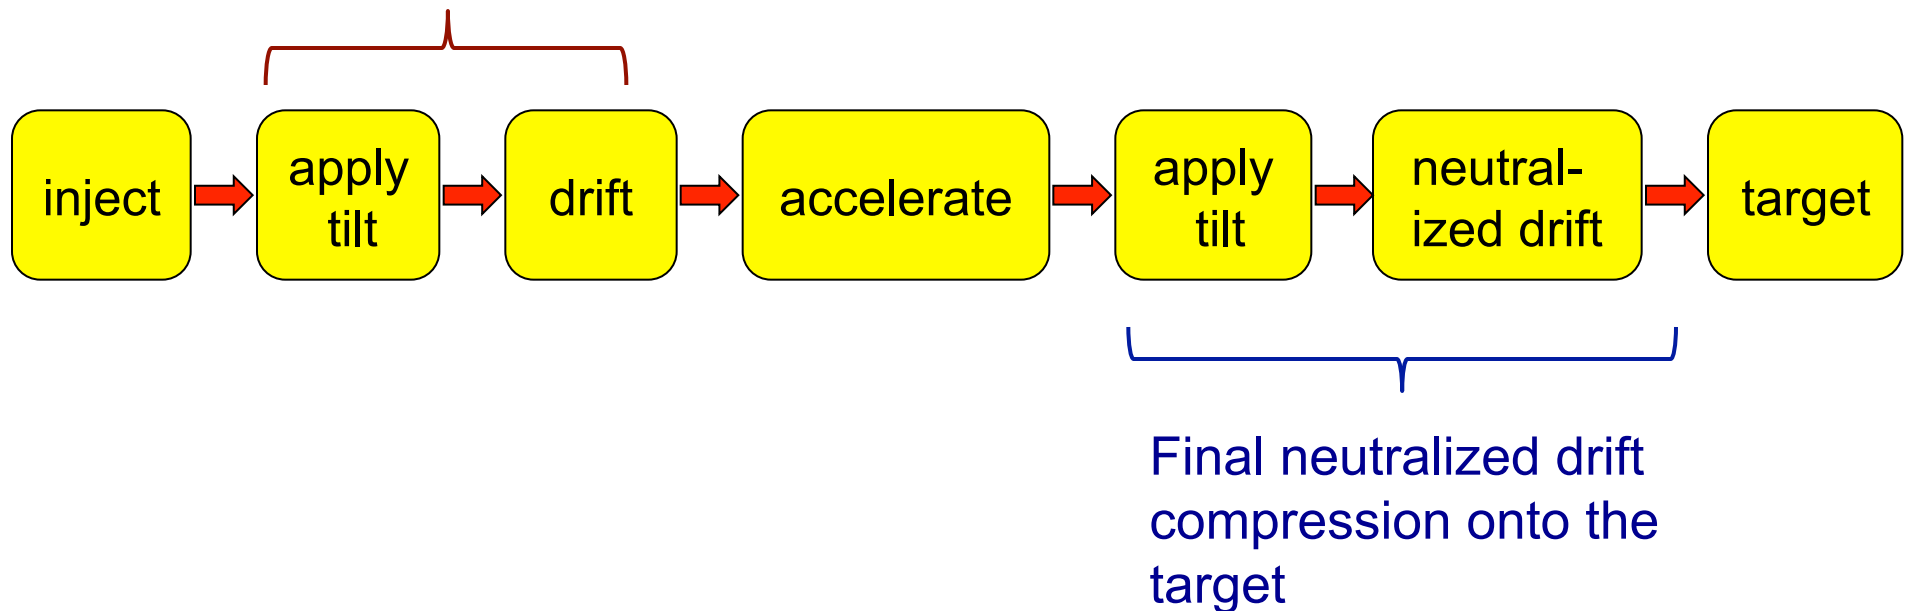 inject
apply
tilt
drift
accelerate
apply
tilt
neutral-
ized drift
target
Final neutralized drift
compression onto the
target